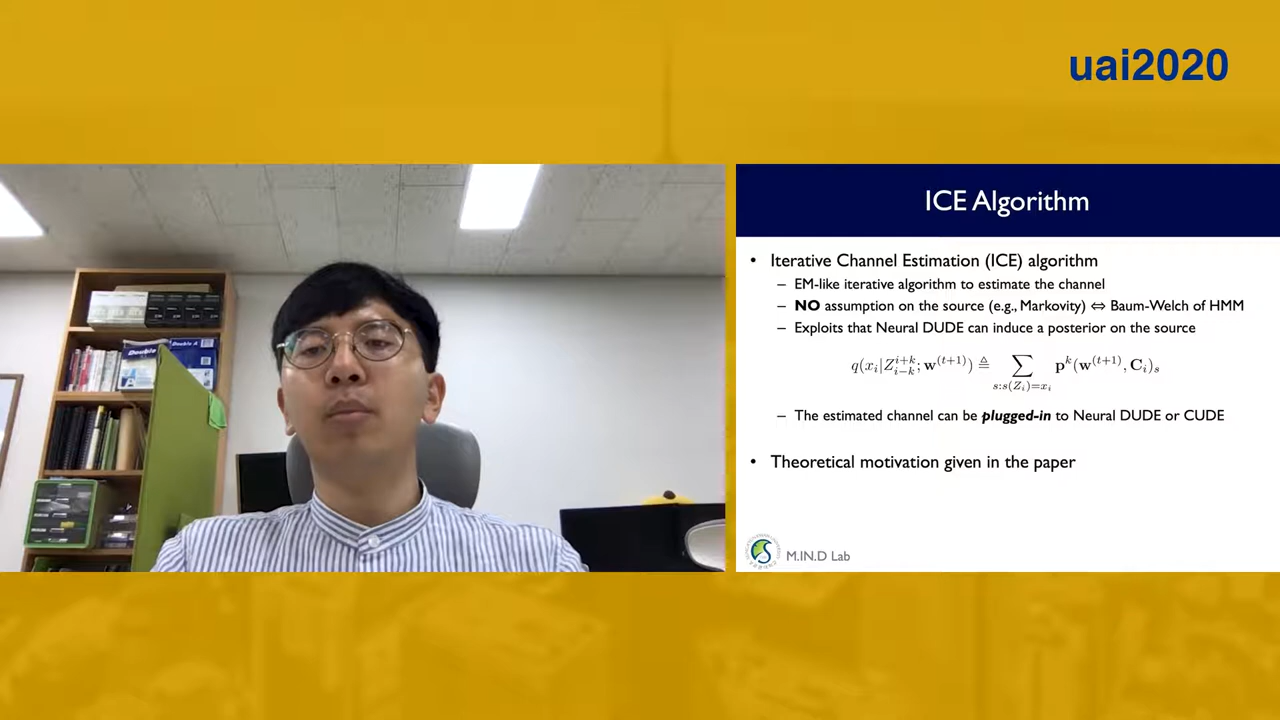 uai2020
ICE Algorithm
• Iterative Channel Estimation (ICE) algorithm
– EM-like iterative algorithm to estimate the channel
– NO assumption on the source (e.g., Markovity) ⇔ Baum-Welch of HMM
– Exploits that Neural DUDE can induce a posterior on the source
q(x_i|Z_{i-k}^{i+k}; w^{(t+1)}) ≜ ∑_{s:s(Z_i)=x_i} p^k(w^{(t+1)}, C_i)_s
– The estimated channel can be plugged-in to Neural DUDE or CUDE
• Theoretical motivation given in the paper
M.IN.D Lab
Double A